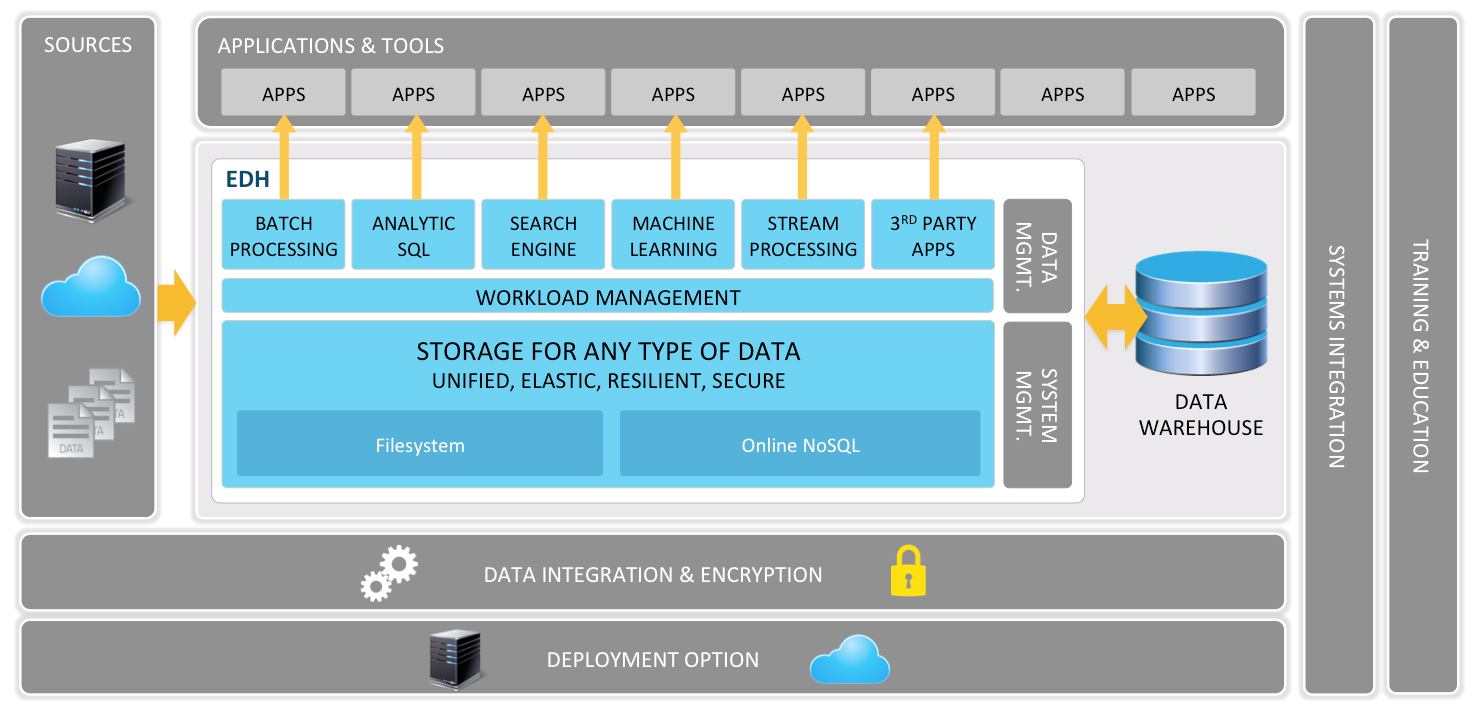 SOURCES
DATA
TA
APPLICATIONS & TOOLS
APPS
APPS
APPS
APPS
APPS
APPS
APPS
APPS
EDH
BATCH
PROCESSING
ANALYTIC
SQL
SEARCH
ENGINE
MACHINE
LEARNING
STREAM
PROCESSING
3RD PARTY
APPS
DATA
MGMT.
WORKLOAD MANAGEMENT
STORAGE FOR ANY TYPE OF DATA
UNIFIED, ELASTIC, RESILIENT, SECURE
Filesystem
Online NoSQL
SYSTEM
MGMT.
DATA
WAREHOUSE
SYSTEMS INTEGRATION
TRAINING & EDUCATION
DATA INTEGRATION & ENCRYPTION
DEPLOYMENT OPTION